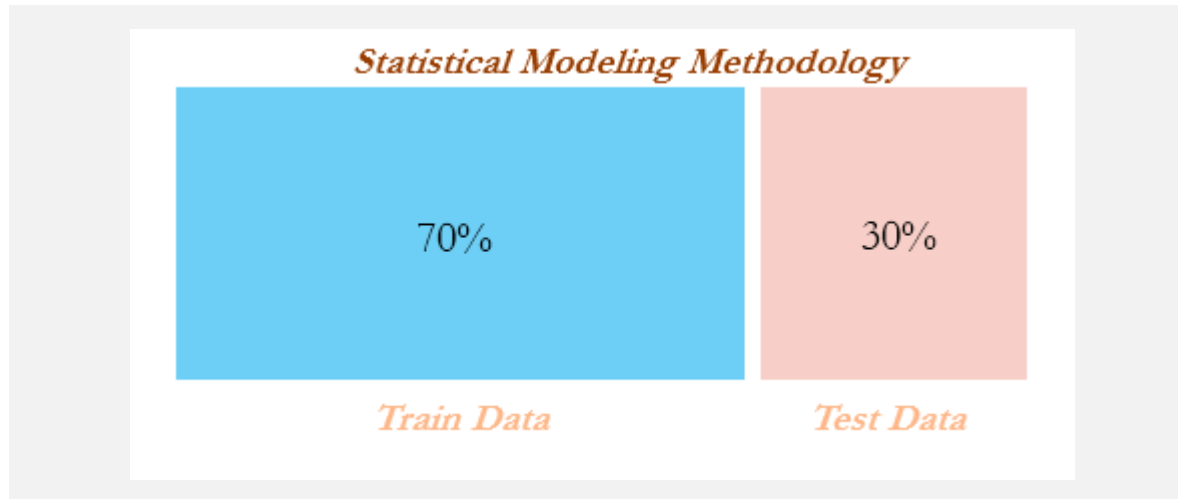 Statistical Modeling Methodology
70%
30%
Train Data
Test Data